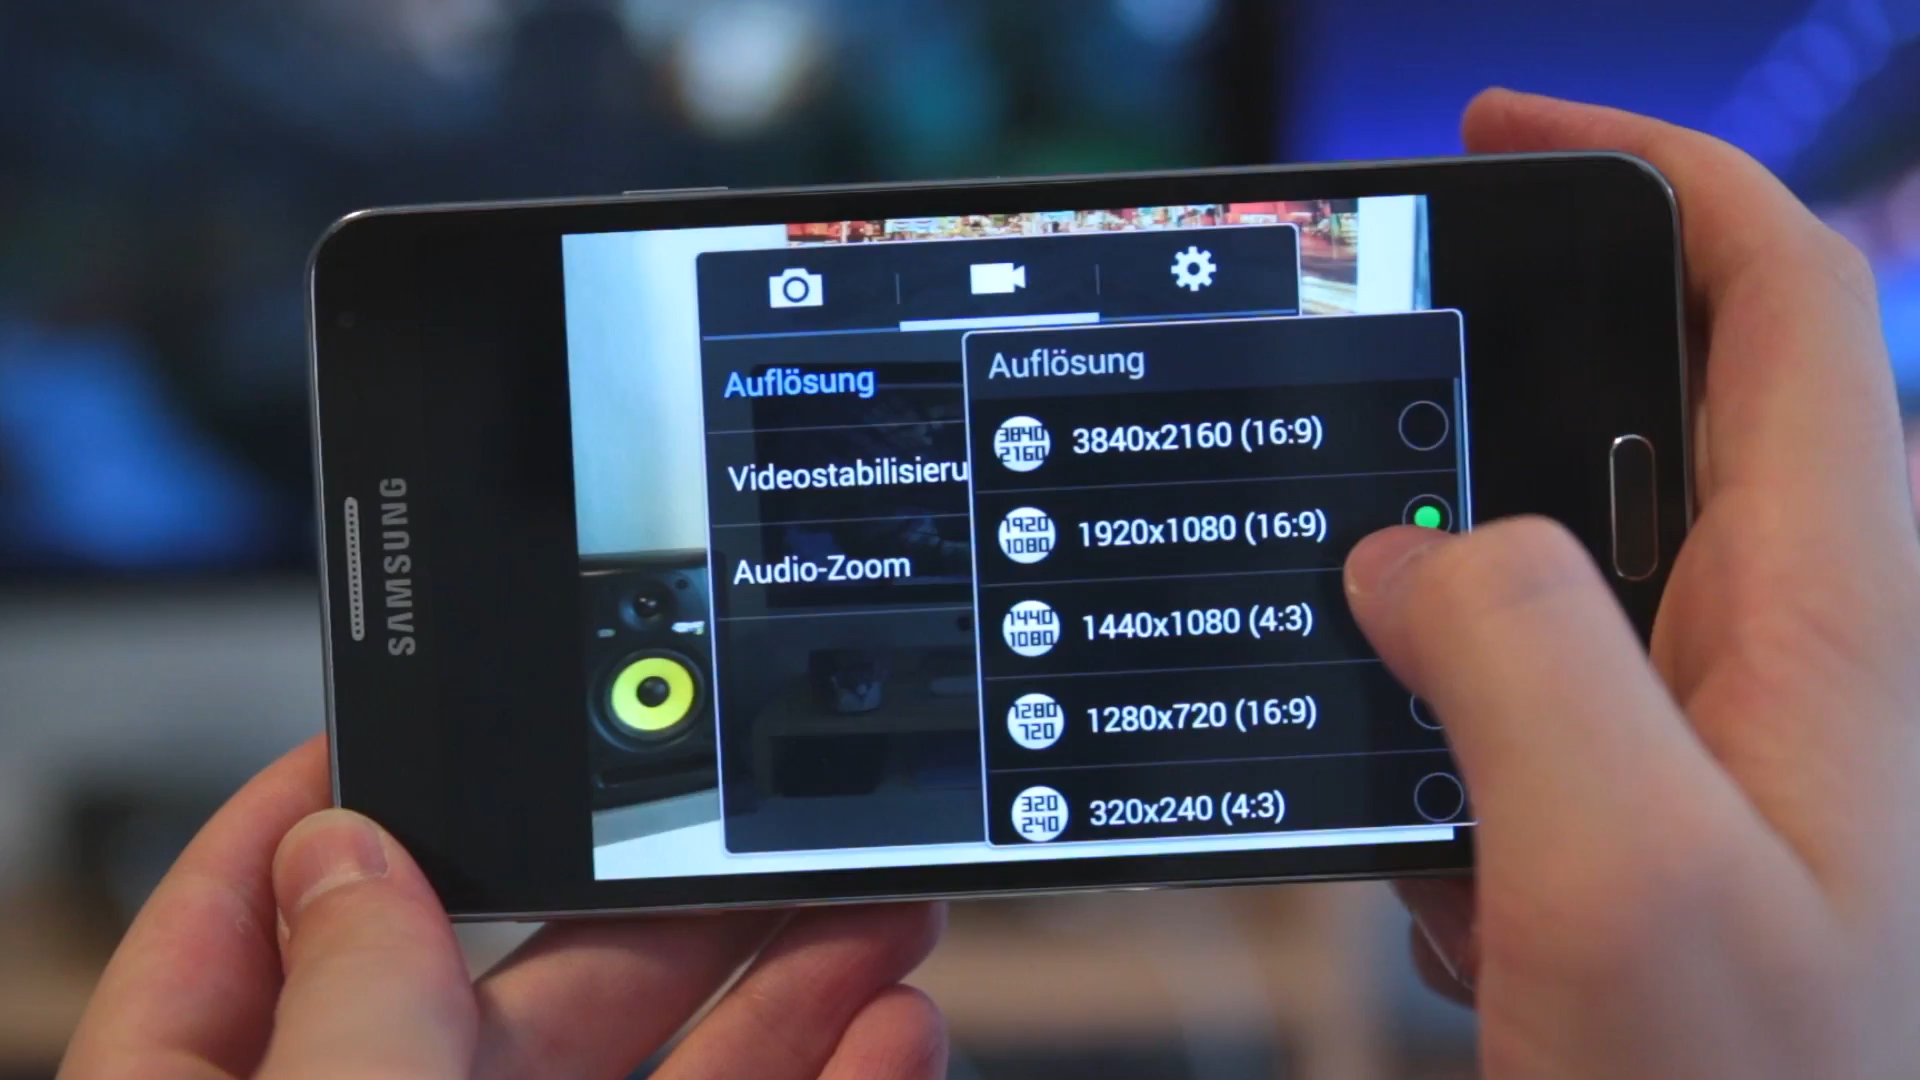 SAMSUNG
Auflösung
Videostabilisieru
Audio-Zoom
Auflösung
3840
2160
3840x2160 (16:9)
1920
1080
1920x1080 (16:9)
1440
1080
1440x1080 (4:3)
1280
720
1280x720 (16:9)
320
240
320x240 (4:3)